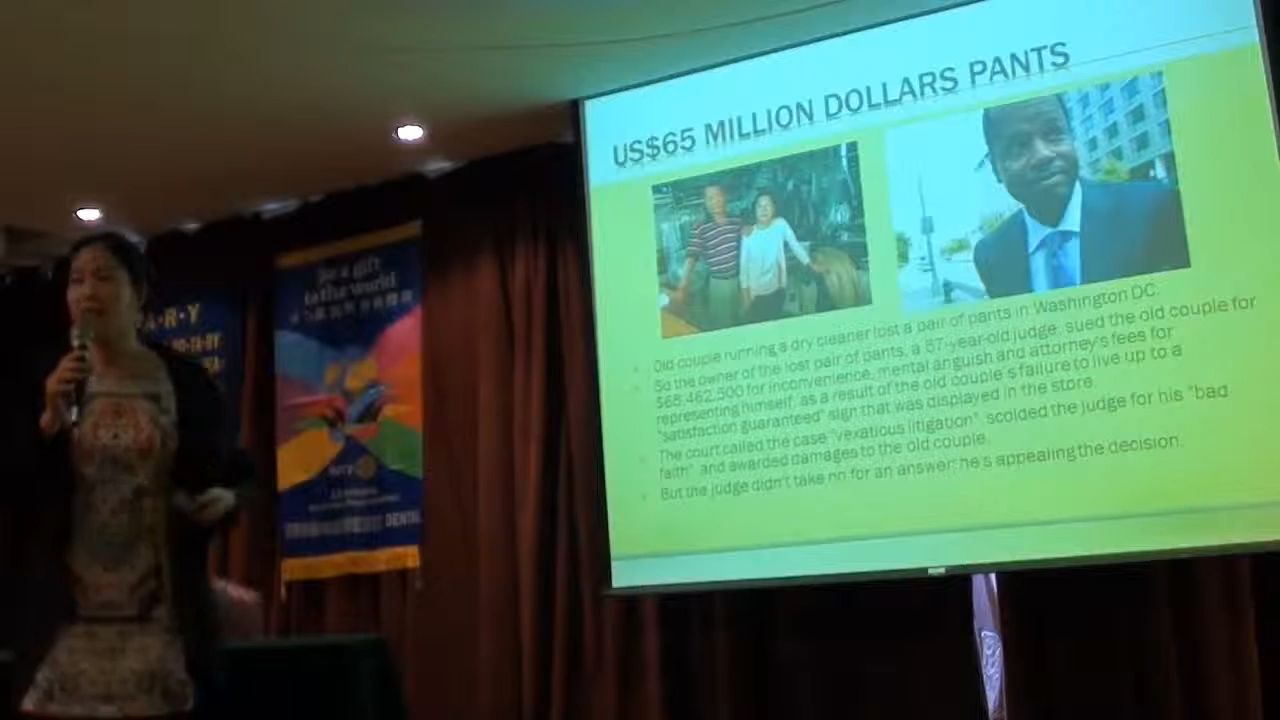 US$65 MILLION DOLLARS PANTS
Old couple running a dry cleaner lost a pair of pants in Washington DC.
So the owner of the lost pair of pants, a 57-year-old judge, sued the old couple for
$65,462,500 for inconvenience, mental anguish and attorney's fees for
representing himself, as a result of the old couple's failure to live up to a
"satisfaction guaranteed" sign that was displayed in the store.
The court called the case "vexatious litigation", scolded the judge for his "bad
faith" and awarded damages to the old couple.
But the judge didn't take no for an answer: he's appealing the decision.
Be a gift
to the world
A·R·Y
DENTAL